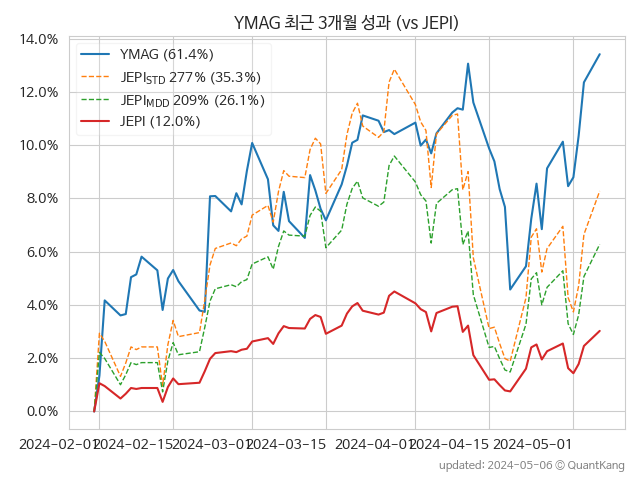 YMAG 최근 3개월 성과 (vs JEPI)
YMAG (61.4%)
JEPISTD 277% (35.3%)
JEPIMDD 209% (26.1%)
JEPI (12.0%)
14.0%
12.0%
10.0%
8.0%
6.0%
4.0%
2.0%
0.0%
2024-02-01
2024-02-15
2024-03-01
2024-03-15
2024-04-01
2024-04-15
2024-05-01
updated: 2024-05-06 © QuantKang